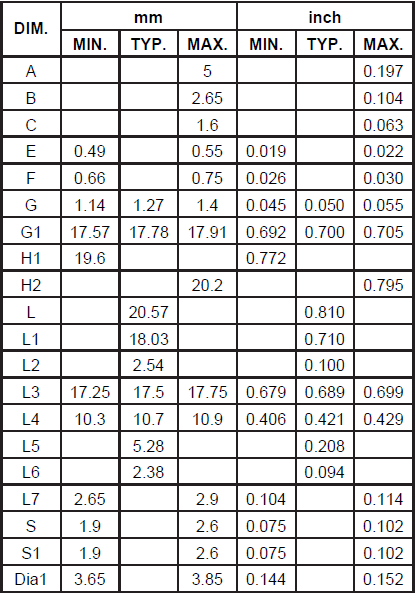 DIM. mm inch
MIN. TYP. MAX. MIN. TYP. MAX.
A 5 0.197
B 2.65 0.104
C 1.6 0.063
E 0.49 0.55 0.019 0.022
F 0.66 0.75 0.026 0.030
G 1.14 1.27 1.4 0.045 0.050 0.055
G1 17.57 17.78 17.91 0.692 0.700 0.705
H1 19.6 0.772
H2 20.2 0.795
L 20.57 0.810
L1 18.03 0.710
L2 2.54 0.100
L3 17.25 17.5 17.75 0.679 0.689 0.699
L4 10.3 10.7 10.9 0.406 0.421 0.429
L5 5.28 0.208
L6 2.38 0.094
L7 2.65 2.9 0.104 0.114
S 1.9 2.6 0.075 0.102
S1 1.9 2.6 0.075 0.102
Dia1 3.65 3.85 0.144 0.152